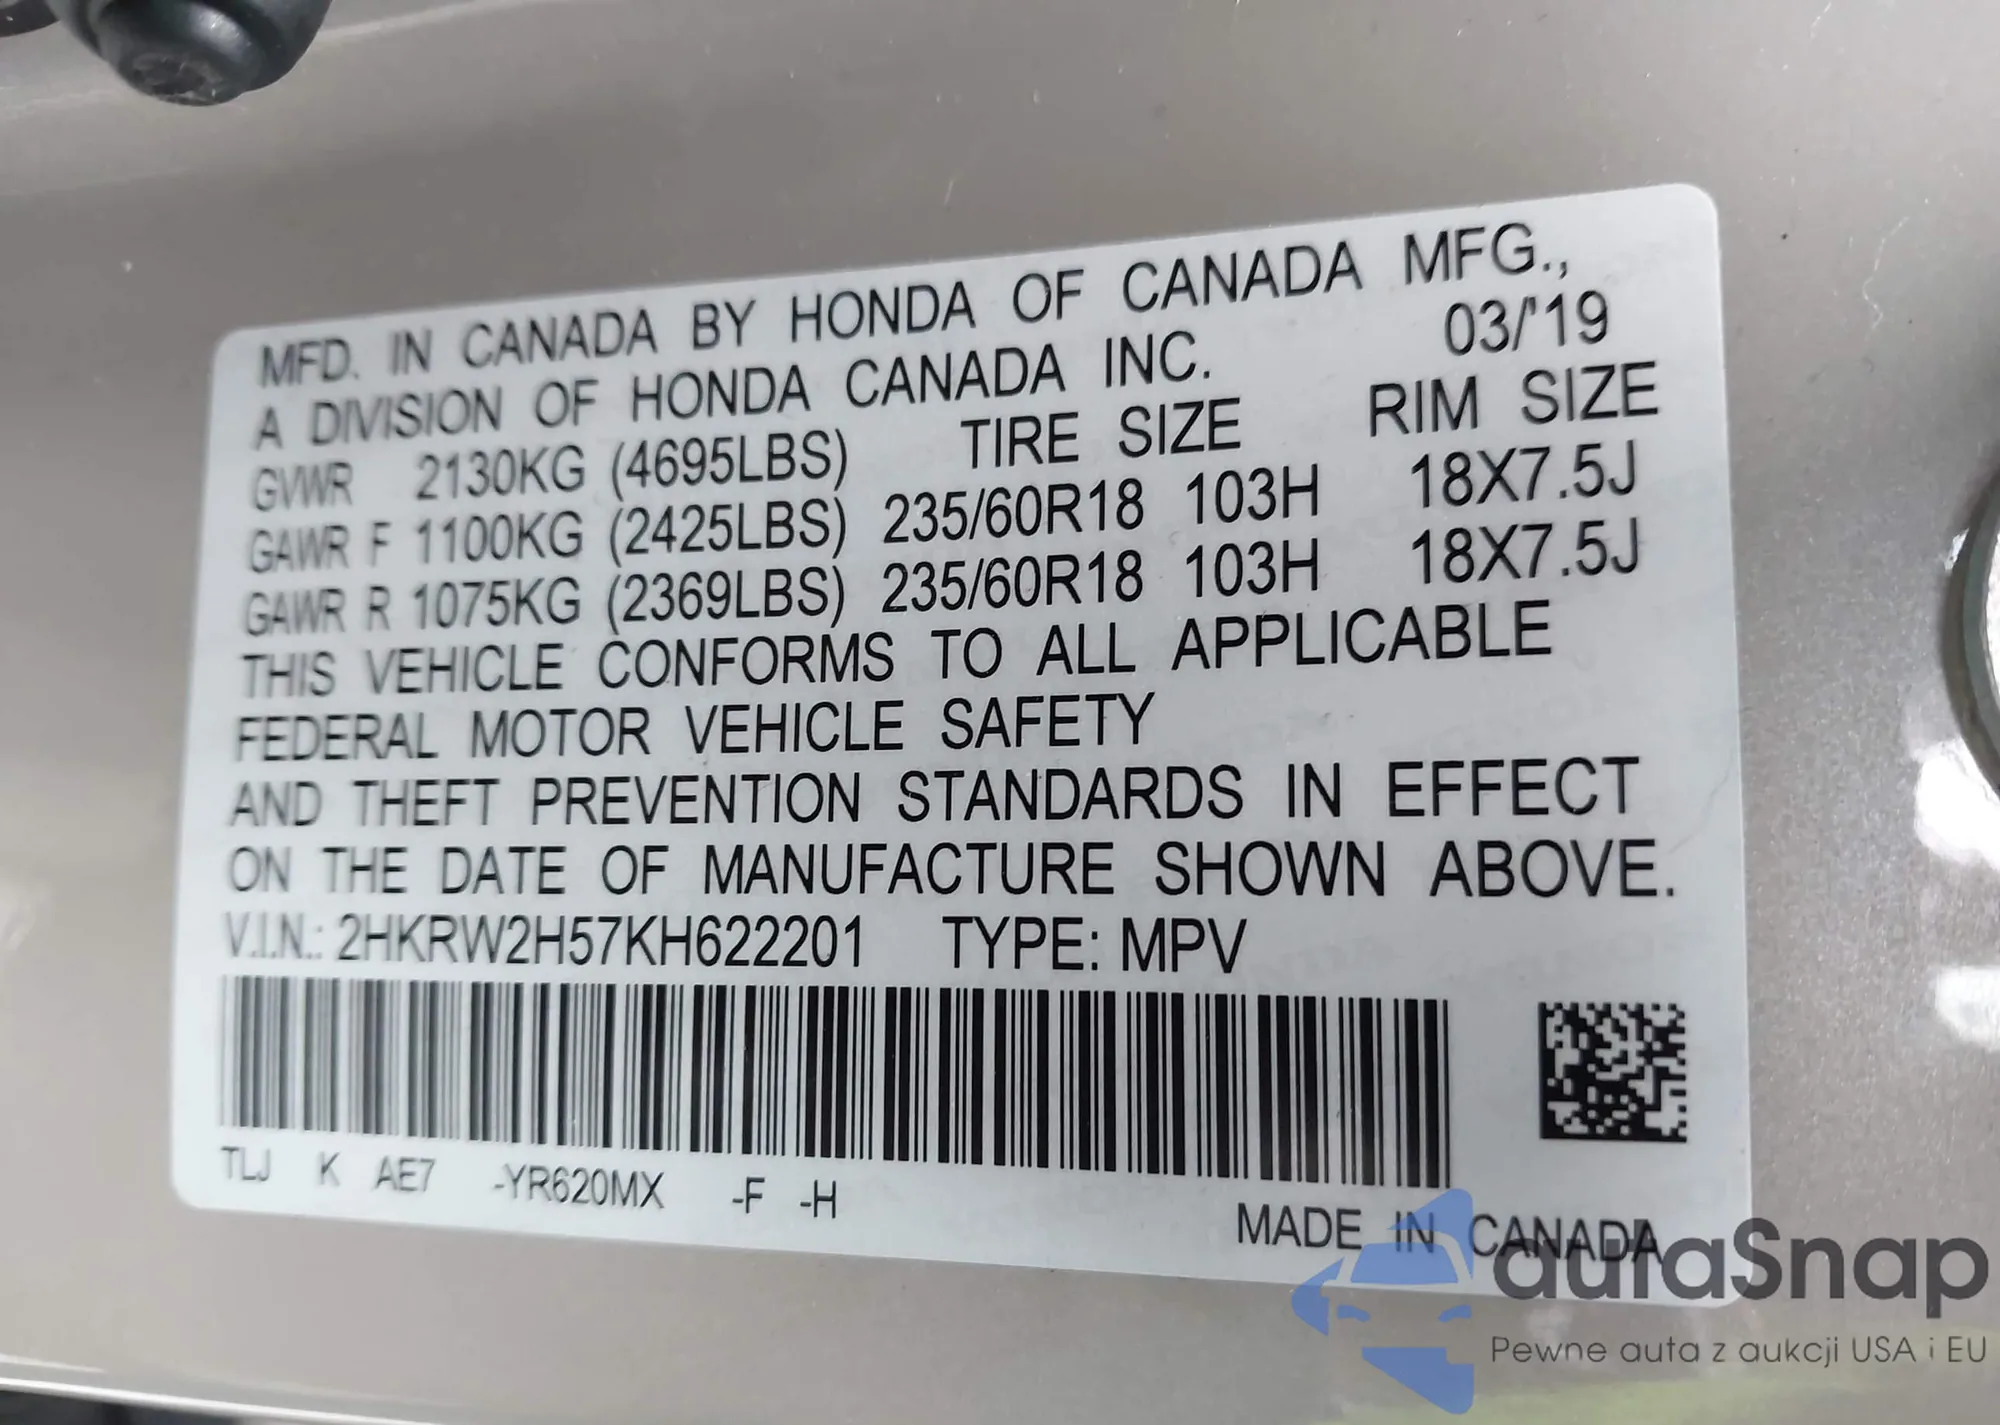 MFD. IN CANADA BY HONDA OF CANADA MFG.,
A DIVISION OF HONDA CANADA INC. 03/'19
GVWR 2130KG (4695LBS) TIRE SIZE RIM SIZE
GAWR F 1100KG (2425LBS) 235/60R18 103H 18X7.5J
GAWR R 1075KG (2369LBS) 235/60R18 103H 18X7.5J
THIS VEHICLE CONFORMS TO ALL APPLICABLE
FEDERAL MOTOR VEHICLE SAFETY
AND THEFT PREVENTION STANDARDS IN EFFECT
ON THE DATE OF MANUFACTURE SHOWN ABOVE.
V.I.N.: 2HKRW2H57KH622201 TYPE: MPV
TLJ K AE7 -YR620MX -F -H
MADE IN CANADA
autaSnap
Pewne auta z aukcji USA i EU